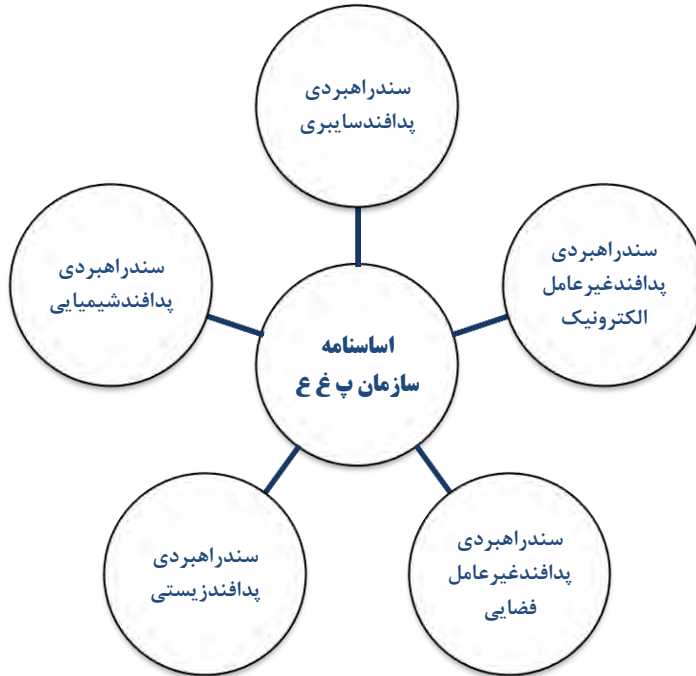 سندراهبردی
پدافندسایبری
سندراهبردی
پدافندغیرعامل
الکترونیک
سندراهبردی
پدافندشیمیایی
اساسنامه
سازمان پ غ ع
سندراهبردی
پدافندغیرعامل
فضایی
سندراهبردی
پدافندزیستی